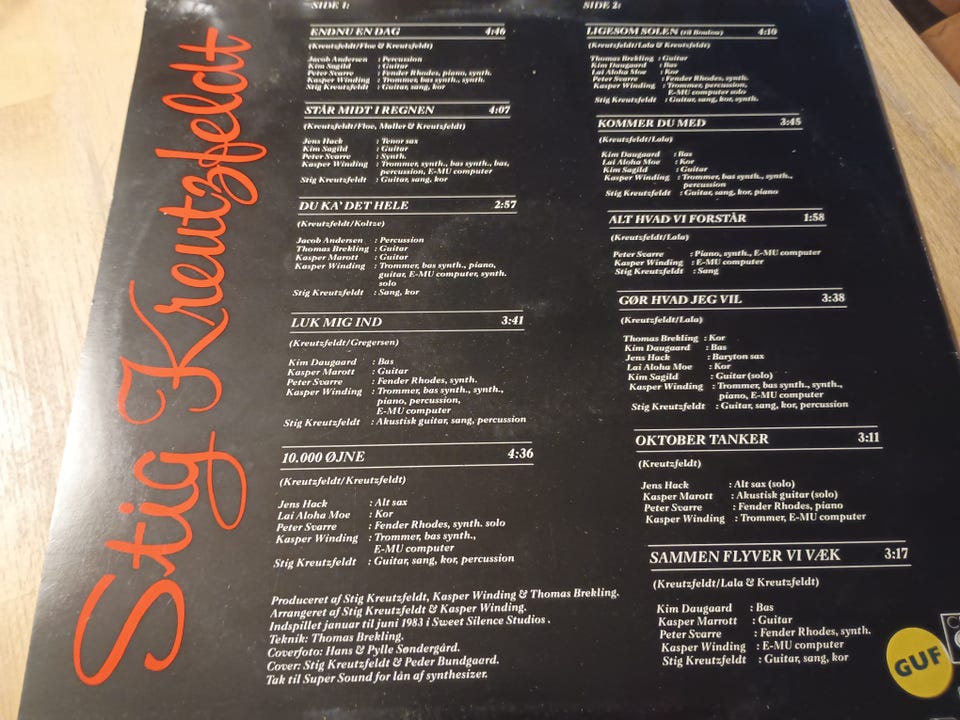 Stig Kreutzfeldt
SIDE 1:
ENDNU EN DAG 4:46
(Kreutzfeldt/Floe & Kreutzfeldt)
Jacob Andersen : Percussion
Kim Sagild : Guitar
Peter Svarre : Fender Rhodes, piano, synth.
Kasper Winding : Trommer, bas synth., synth.
Stig Kreutzfeldt : Guitar, sang, kor
STÅR MIDT I REGNEN 4:07
(Kreutzfeldt/Floe, Møller & Kreutzfeldt)
Jens Hack : Tenor sax
Kim Sagild : Guitar
Peter Svarre : Synth.
Kasper Winding : Trommer, synth., bas synth., bas,
percussion, E-MU computer
Stig Kreutzfeldt : Guitar, sang, kor
DU KA' DET HELE 2:57
(Kreutzfeldt/Koltze)
Jacob Andersen : Percussion
Thomas Brekling : Guitar
Kasper Marott : Guitar
Kasper Winding : Trommer, bas synth., piano,
guitar, E-MU computer, synth.
solo
Stig Kreutzfeldt : Sang, kor
LUK MIG IND 3:41
(Kreutzfeldt/Gregersen)
Kim Daugaard : Bas
Kasper Marott : Guitar
Peter Svarre : Fender Rhodes, synth.
Kasper Winding : Trommer, bas synth., synth.,
piano, percussion,
E-MU computer
Stig Kreutzfeldt : Akustisk guitar, sang, percussion
10.000 ØJNE 4:36
(Kreutzfeldt/Kreutzfeldt)
Jens Hack : Alt sax
Lai Aloha Moe : Kor
Peter Svarre : Fender Rhodes, synth. solo
Kasper Winding : Trommer, bas synth.,
E-MU computer
Stig Kreutzfeldt : Guitar, sang, kor, percussion
Produceret af Stig Kreutzfeldt, Kasper Winding & Thomas Brekling.
Arrangeret af Stig Kreutzfeldt & Kasper Winding.
Indspillet januar til juni 1983 i Sweet Silence Studios .
Teknik: Thomas Brekling.
Coverfoto: Hans & Pylle Søndergård.
Cover: Stig Kreutzfeldt & Peder Bundgaard.
Tak til Super Sound for lån af synthesizer.
SIDE 2:
LIGESOM SOLEN (til Bonlou) 4:10
(Kreutzfeldt/Lala & Kreutzfeldt)
Thomas Brekling : Guitar
Kim Daugaard : Bas
Lai Aloha Moe : Kor
Peter Svarre : Fender Rhodes, synth.
Kasper Winding : Trommer, percussion,
E-MU computer solo
Stig Kreutzfeldt : Guitar, sang, kor, synth.
KOMMER DU MED 3:45
(Kreutzfeldt/Lala)
Kim Daugaard : Bas
Lai Aloha Moe : Kor
Kim Sagild : Guitar
Kasper Winding : Trommer, bas synth., synth.,
percussion
Stig Kreutzfeldt : Guitar, sang, kor, piano
ALT HVAD VI FORSTÅR 1:58
(Kreutzfeldt/Lala)
Peter Svarre : Piano, synth., E-MU computer
Kasper Winding : E-MU computer
Stig Kreutzfeldt : Sang
GØR HVAD JEG VIL 3:38
(Kreutzfeldt/Lala)
Thomas Brekling : Kor
Kim Daugaard : Bas
Jens Hack : Baryton sax
Lai Aloha Moe : Kor
Kim Sagild : Guitar (solo)
Kasper Winding : Trommer, bas synth., synth.,
piano, E-MU computer
Stig Kreutzfeldt : Guitar, sang, kor, percussion
OKTOBER TANKER 3:11
(Kreutzfeldt)
Jens Hack : Alt sax (solo)
Kasper Marott : Akustisk guitar (solo)
Peter Svarre : Fender Rhodes, piano
Kasper Winding : Trommer, E-MU computer
SAMMEN FLYVER VI VÆK 3:17
(Kreutzfeldt/Lala & Kreutzfeldt)
Kim Daugaard : Bas
Kasper Marrott : Guitar
Peter Svarre : Fender Rhodes, synth.
Kasper Winding : E-MU computer
Stig Kreutzfeldt : Guitar, sang, kor
GUF